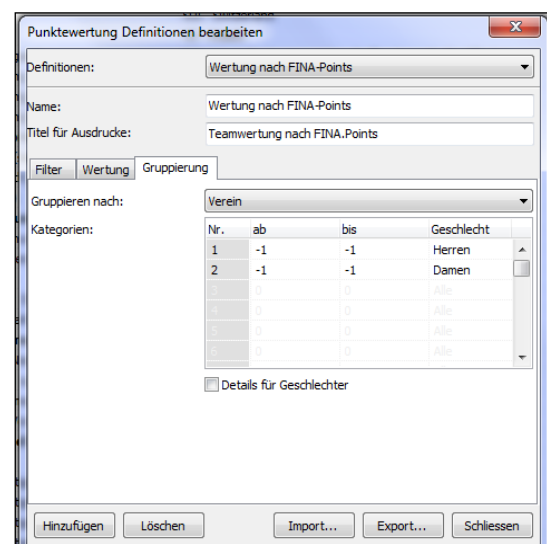 Punktewertung Definitionen bearbeiten
Definitionen: Wertung nach FINA-Points
Name: Wertung nach FINA-Points
Titel für Ausdrucke: Teamwertung nach FINA.Points
Filter Wertung Gruppierung
Gruppieren nach: Verein
Kategorien: Nr. ab bis Geschlecht
1 -1 -1 Herren
2 -1 -1 Damen
3 0 0 Alle
4 0 0 Alle
5 0 0 Alle
6 0 0 Alle
Details für Geschlechter
Hinzufügen Löschen Import... Export... Schliessen